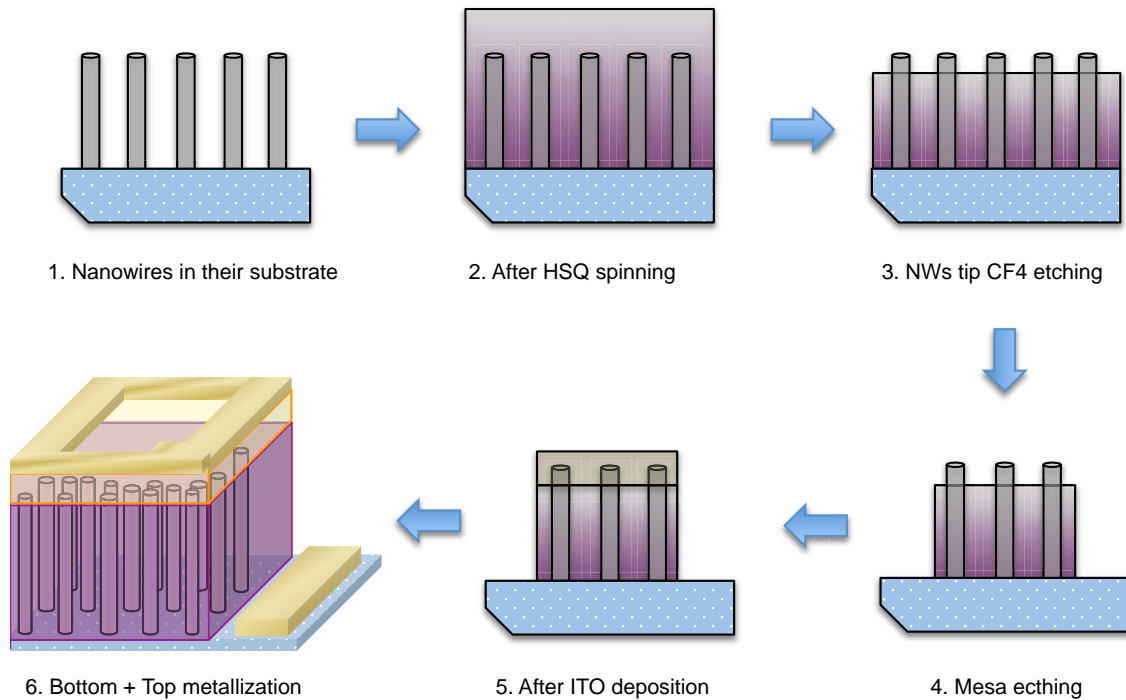 1. Nanowires in their substrate
2. After HSQ spinning
3. NWs tip CF4 etching
4. Mesa ecthing
5. After ITO deposition
6. Bottom + Top metallization